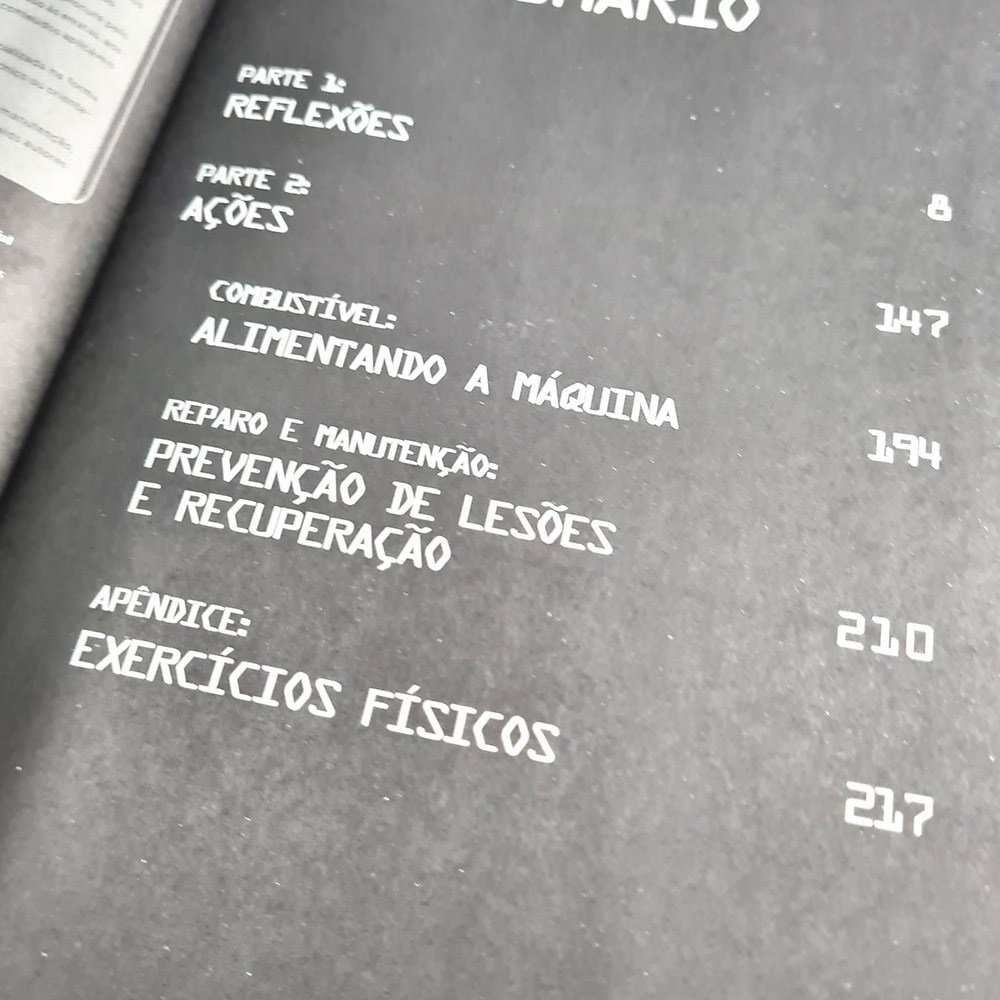 PARTE 1:
REFLEXÕES 8
PARTE 2:
AÇÕES 147
COMBUSTÍVEL:
ALIMENTANDO A MÁQUINA 194
REPARO E MANUTENÇÃO:
PREVENÇÃO DE LESÕES
E RECUPERAÇÃO 210
APÊNDICE:
EXERCÍCIOS FÍSICOS 217